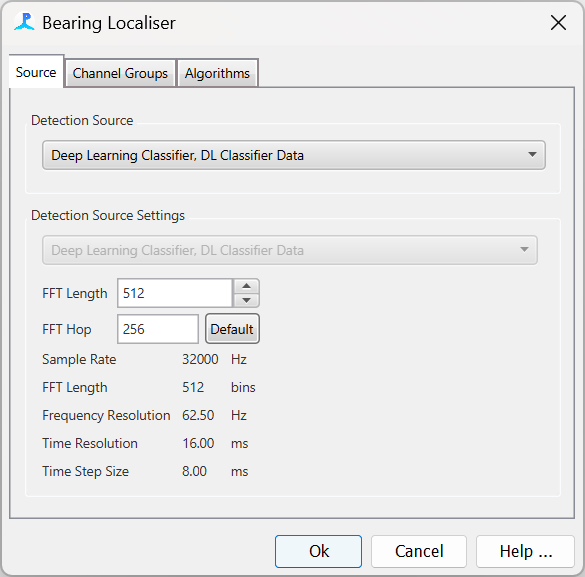 Bearing Localiser
Source Channel Groups Algorithms
Detection Source
Deep Learning Classifier, DL Classifier Data
Detection Source Settings
Deep Learning Classifier, DL Classifier Data
FFT Length 512
FFT Hop 256 Default
Sample Rate 32000 Hz
FFT Length 512 bins
Frequency Resolution 62.50 Hz
Time Resolution 16.00 ms
Time Step Size 8.00 ms
Ok Cancel Help ...